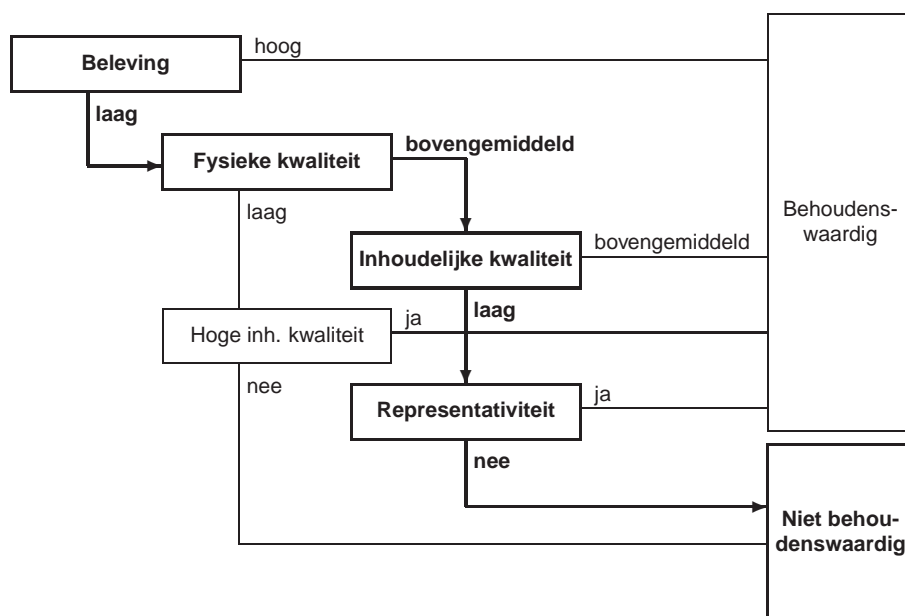 hoog
Beleving
laag
bovengemiddeld
Fysieke kwaliteit
laag
Behoudens-
waardig
bovengemiddeld
Inhoudelijke kwaliteit
laag
ja
Hoge inh. kwaliteit
nee
ja
Representativiteit
nee
Niet behou-
denswaardig